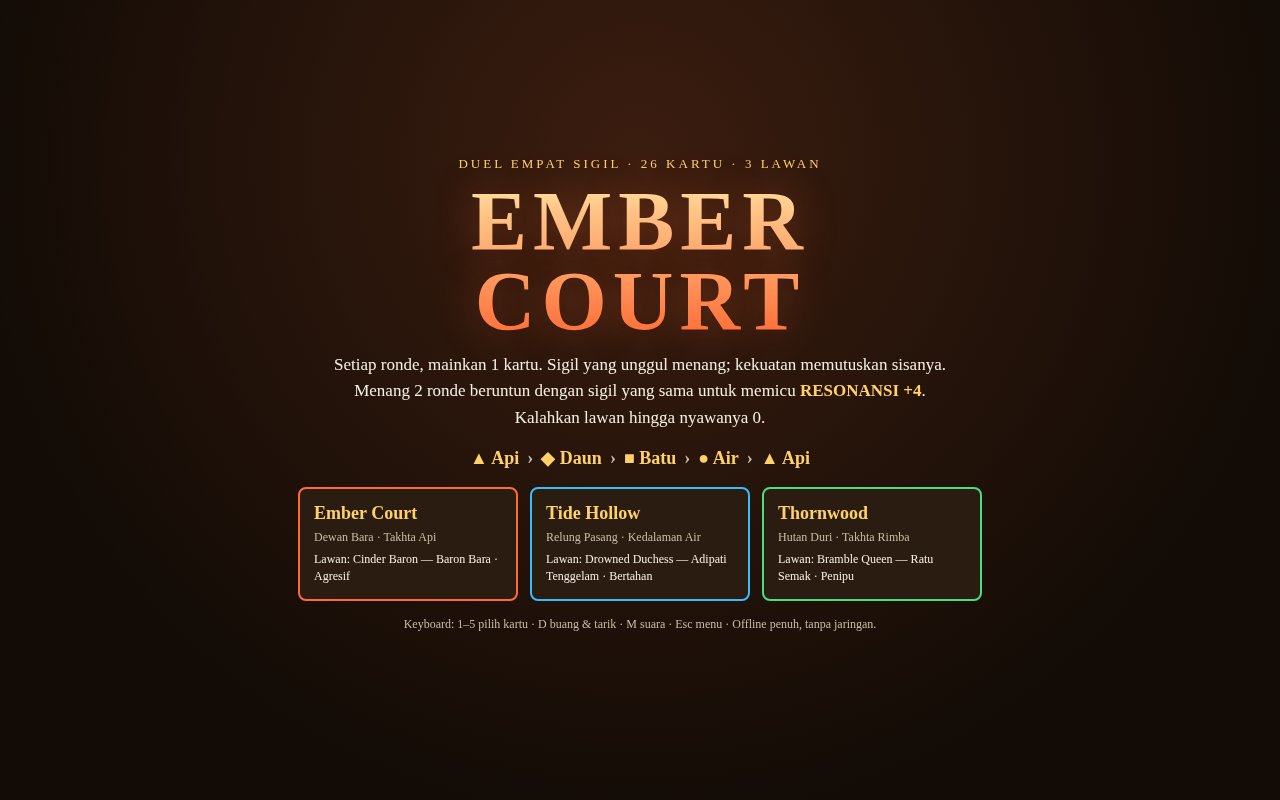 DUEL EMPAT SIGIL · 26 KARTU · 3 LAWAN
EMBER
COURT
Setiap ronde, mainkan 1 kartu. Sigil yang unggul menang; kekuatan memutuskan sisanya.
Menang 2 ronde beruntun dengan sigil yang sama untuk memicu RESONANSI +4.
Kalahkan lawan hingga nyawanya 0.
▲ Api › ◆ Daun › ■ Batu › ● Air › ▲ Api
Ember Court
Dewan Bara · Takhta Api
Lawan: Cinder Baron — Baron Bara ·
Agresif
Tide Hollow
Relung Pasang · Kedalaman Air
Lawan: Drowned Duchess — Adipati
Tenggelam · Bertahan
Thornwood
Hutan Duri · Takhta Rimba
Lawan: Bramble Queen — Ratu
Semak · Penipu
Keyboard: 1–5 pilih kartu · D buang & tarik · M suara · Esc menu · Offline penuh, tanpa jaringan.